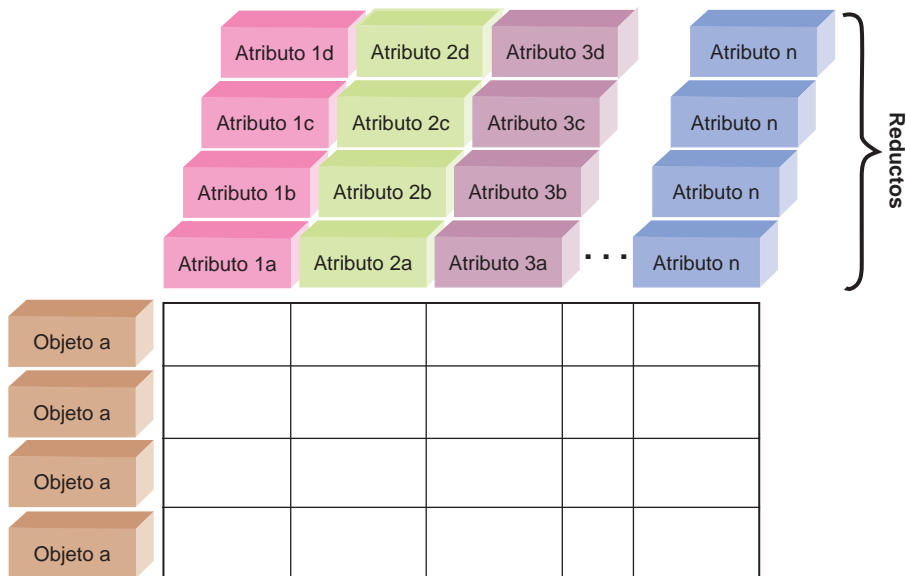 Atributo 1d Atributo 2d Atributo 3d Atributo n
Atributo 1c Atributo 2c Atributo 3c Atributo n
Atributo 1b Atributo 2b Atributo 3b Atributo n
Atributo 1a Atributo 2a Atributo 3a ... Atributo n
Reductos
Objeto a
Objeto a
Objeto a
Objeto a